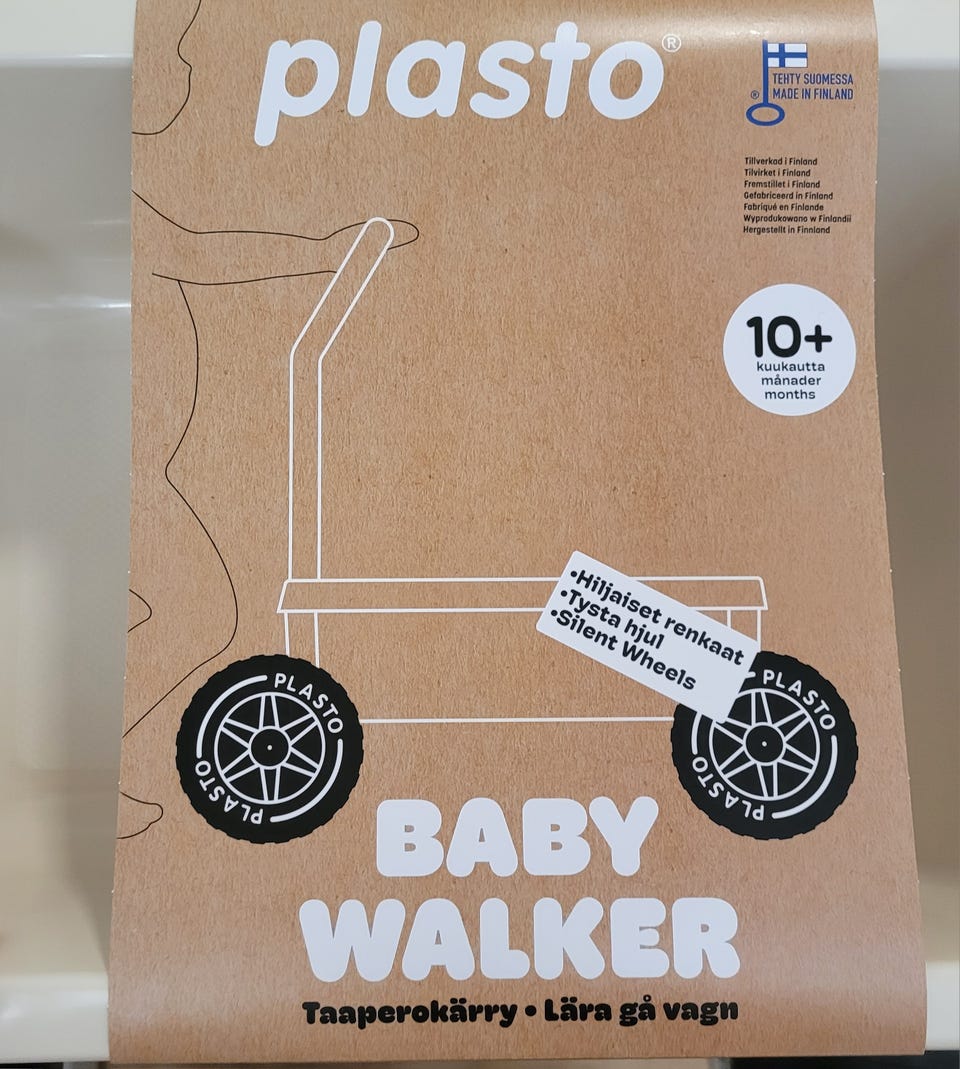 plasto®
TEHTY SUOMESSA
® MADE IN FINLAND
Tillverkad i Finland
Tilvirket i Finland
Fremstillet i Finland
Gefabriceerd in Finland
Fabriqué en Finlande
Wyprodukowano w Finlandii
Hergestellt in Finnland
10+
kuukautta
månader
months
•Hiljaiset renkaat
•Tysta hjul
•Silent Wheels
PLASTO
PLASTO
PLASTO
PLASTO
BABY
WALKER
Taaperokärry • Lära gå vagn